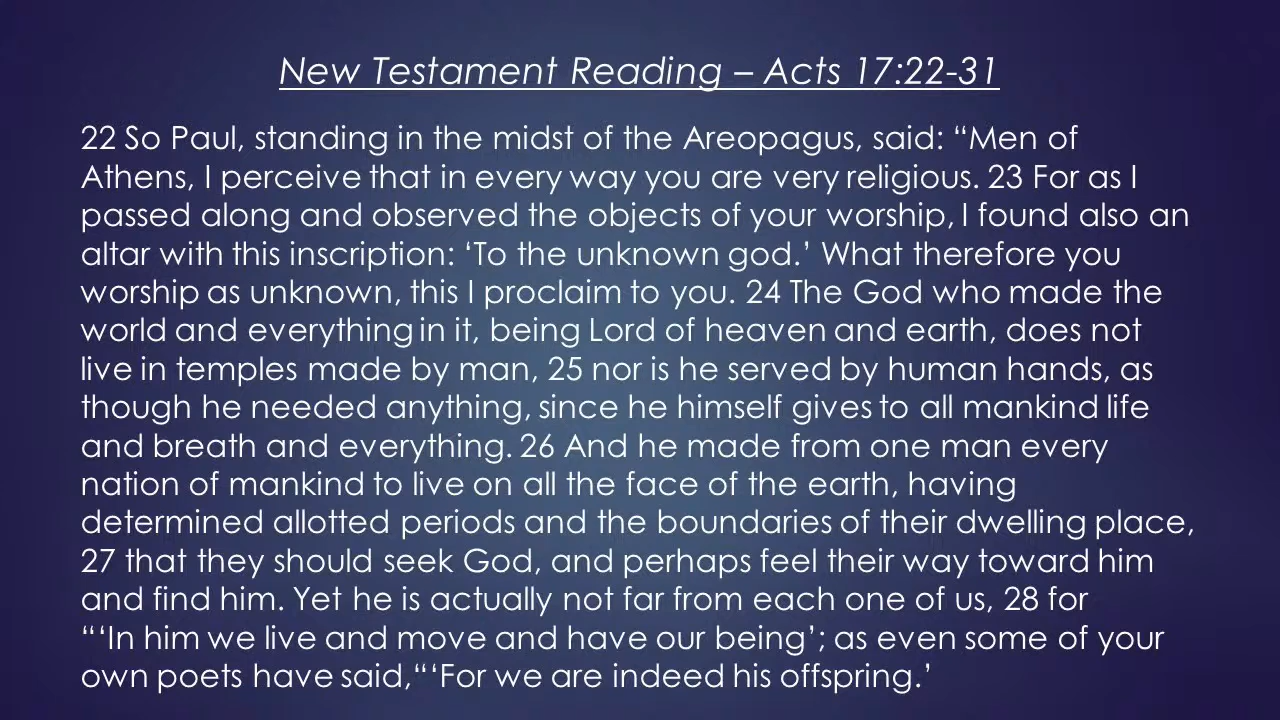 New Testament Reading – Acts 17:22-31
22 So Paul, standing in the midst of the Areopagus, said: “Men of
Athens, I perceive that in every way you are very religious. 23 For as I
passed along and observed the objects of your worship, I found also an
altar with this inscription: ‘To the unknown god.’ What therefore you
worship as unknown, this I proclaim to you. 24 The God who made the
world and everything in it, being Lord of heaven and earth, does not
live in temples made by man, 25 nor is he served by human hands, as
though he needed anything, since he himself gives to all mankind life
and breath and everything. 26 And he made from one man every
nation of mankind to live on all the face of the earth, having
determined allotted periods and the boundaries of their dwelling place,
27 that they should seek God, and perhaps feel their way toward him
and find him. Yet he is actually not far from each one of us, 28 for
“‘In him we live and move and have our being’; as even some of your
own poets have said,“‘For we are indeed his offspring.’